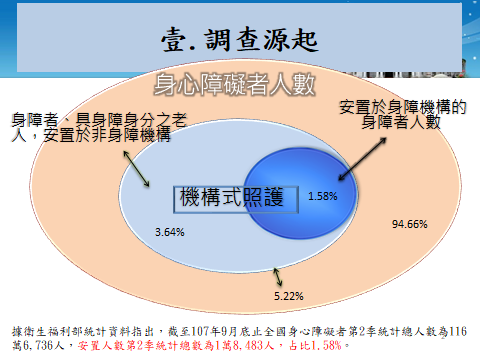 壹.調查源起
身心障礙者人數
安置於身障機構的
身障者人數
身障者、具身障身分之老
人，安置於非身障機構
機構式照護
1.58%
3.64%
94.66%
5.22%
據衛生福利部統計資料指出，截至107年9月底止全國身心障礙者第2季統計總人數為116
萬6,736人，安置人數第2季統計總數為1萬8,483人，占比1.58%。